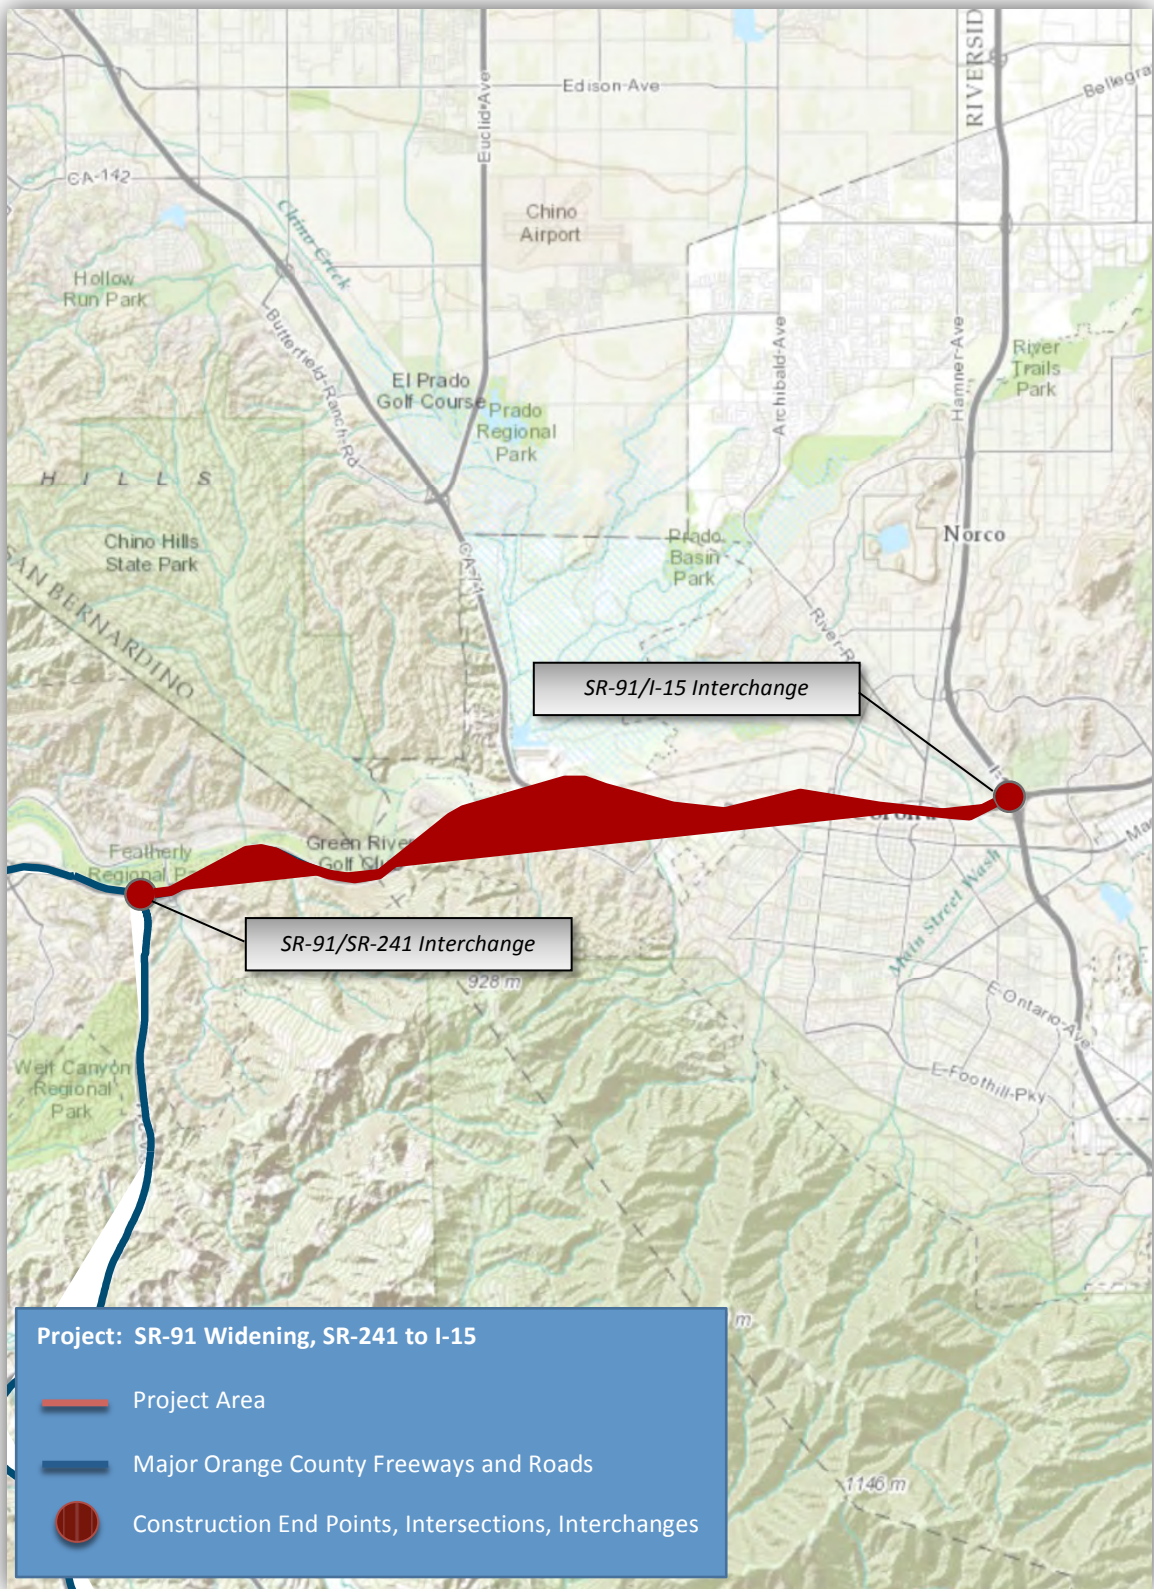 RIVERSID
Edison-Ave
Euclid-Ave
Bellegra
CA-142
Chino Creek
Chino
Airport
Hollow
Run Park
Butterfield-Ranch-Rd
Archibald-Ave
Hamner-Ave
River
Trails
Park
El Prado
Golf-Course
Prado
Regional
Park
H I L L S
Chino Hills
State Park
Prado
Basin
Park
Norco
CA-71
SAN BERNARDINO
River-R
SR-91/I-15 Interchange
Green River
Featherly
Regional Pa
SR-91/SR-241 Interchange
Main Street Wash
928 m
E-Ontario-Ave
Weir Canyon
Regional
Park
E-Foothill-Pky
m
1146 m
Project: SR-91 Widening, SR-241 to I-15
Project Area
Major Orange County Freeways and Roads
Construction End Points, Intersections, Interchanges